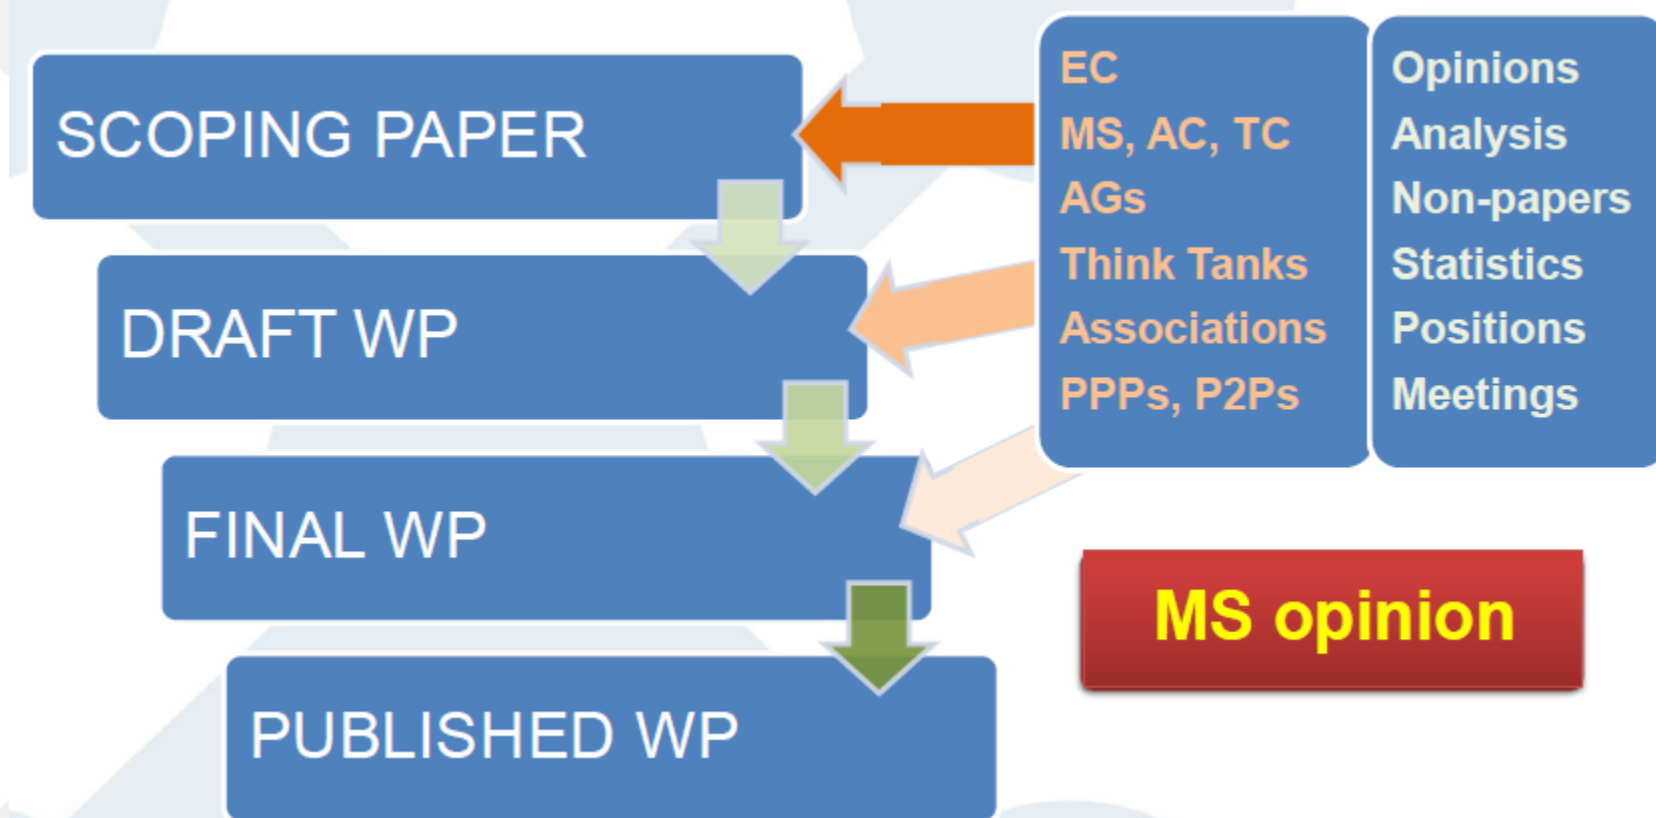 SCOPING PAPER
DRAFT WP
FINAL WP
PUBLISHED WP
EC
MS, AC, TC
AGs
Think Tanks
Associations
PPPs, P2Ps
Opinions
Analysis
Non-papers
Statistics
Positions
Meetings
MS opinion